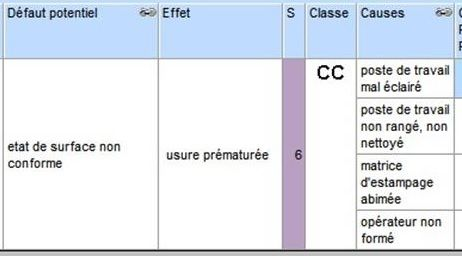 Défaut potentiel
Effet
S
Classe
Causes
etat de surface non
conforme
usure prématurée
6
CC
poste de travail
mal éclairé
poste de travail
non rangé, non
nettoyé
matrice
d'estampage
abimée
opérateur non
formé